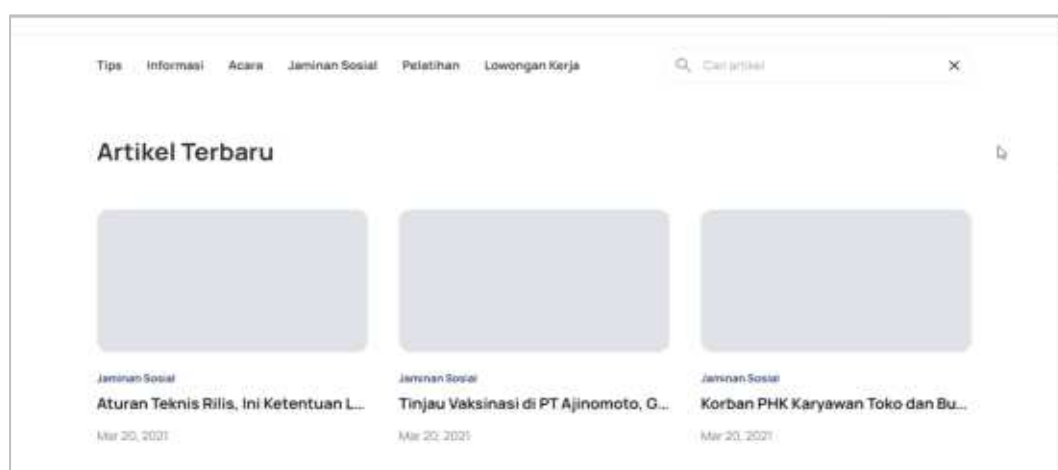 Tips Informasi Acara Jaminan Sosial Pelatihan Lowongan Kerja Cari artikel
Artikel Terbaru
Jaminan Sosial Jaminan Sosial Jaminan Sosial
Aturan Teknis Rilis, Ini Ketentuan L... Tinjau Vaksinasi di PT Ajinomoto, G... Korban PHK Karyawan Toko dan Bu...
Mar 20, 2021 Mar 20, 2021 Mar 20, 2021